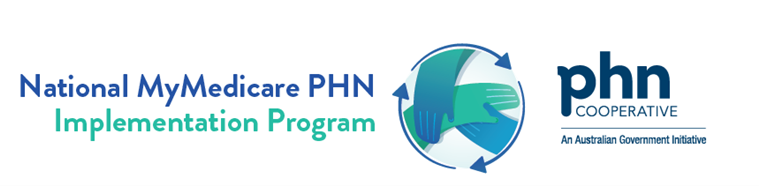 National MyMedicare PHN
Implementation Program
phn
COOPERATIVE
An Australian Government Initiative